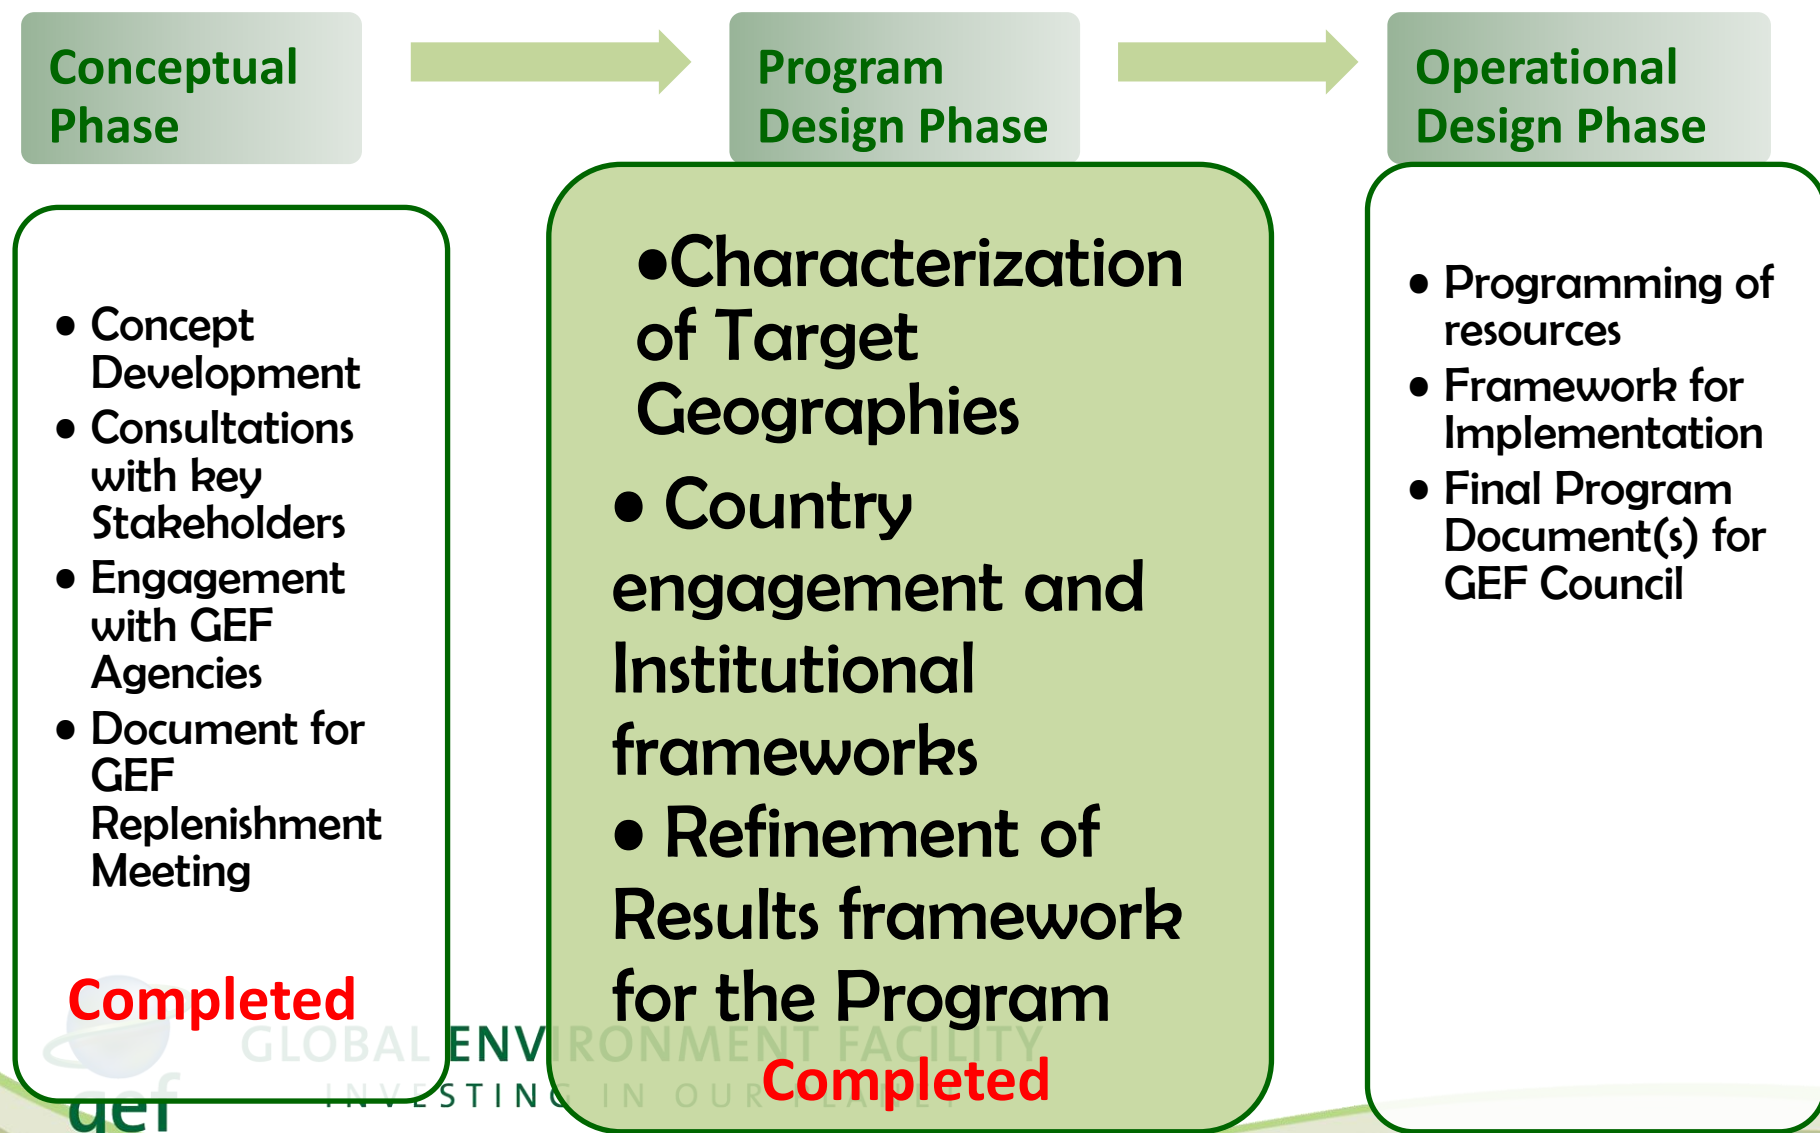 Conceptual
Phase
Program
Design Phase
Operational
Design Phase
• Concept
Development
• Consultations
with key
Stakeholders
• Engagement
with GEF
Agencies
• Document for
GEF
Replenishment
Meeting
Completed
•Characterization
of Target
Geographies
• Country
engagement and
Institutional
frameworks
• Refinement of
Results framework
for the Program
Completed
• Programming of
resources
• Framework for
Implementation
• Final Program
Document(s) for
GEF Council
gef
GLOBAL ENVIRONMENT FACILITY
INVESTING IN OUR PLANET